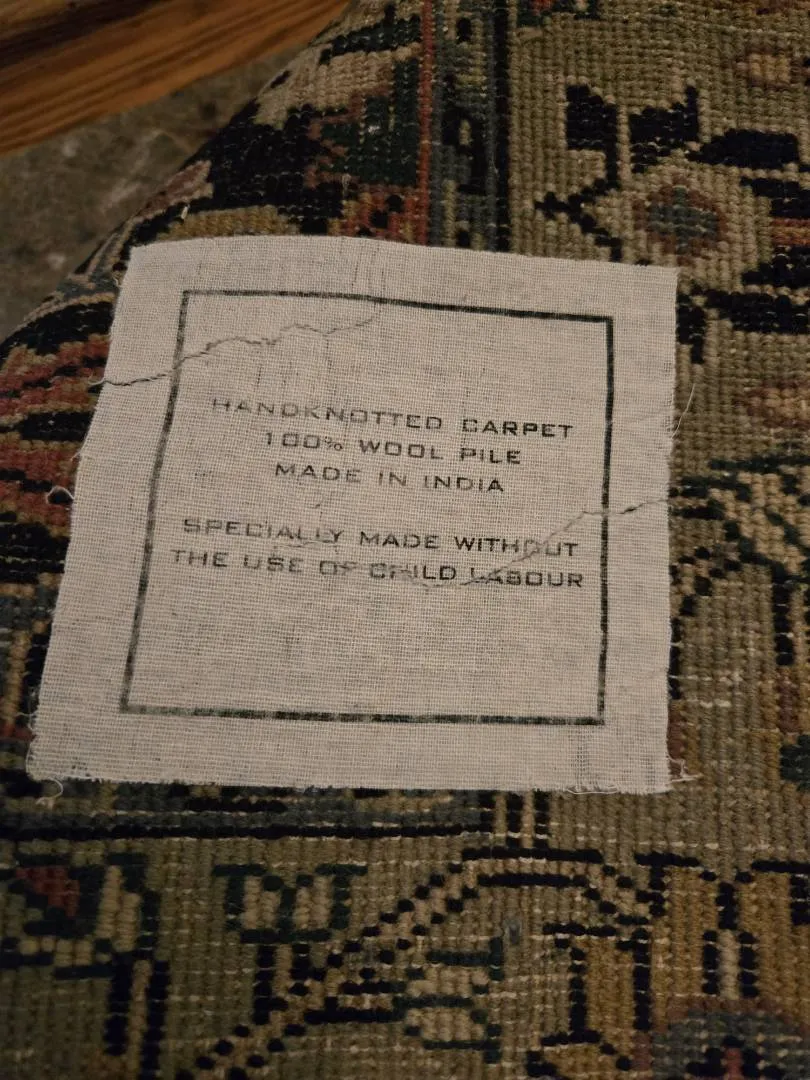 HANDKNOTTED CARPET
100% WOOL PILE
MADE IN INDIA
SPECIALLY MADE WITHOUT
THE USE OF CHILD LABOUR